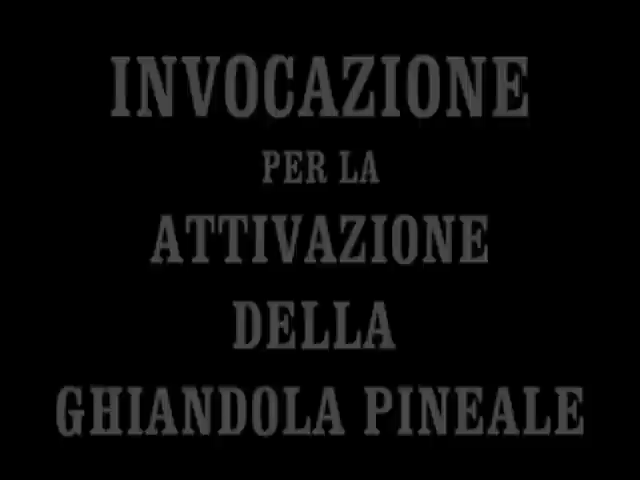 INVOCAZIONE
PER LA
ATTIVAZIONE
DELLA
GHIANDOLA PINEALE